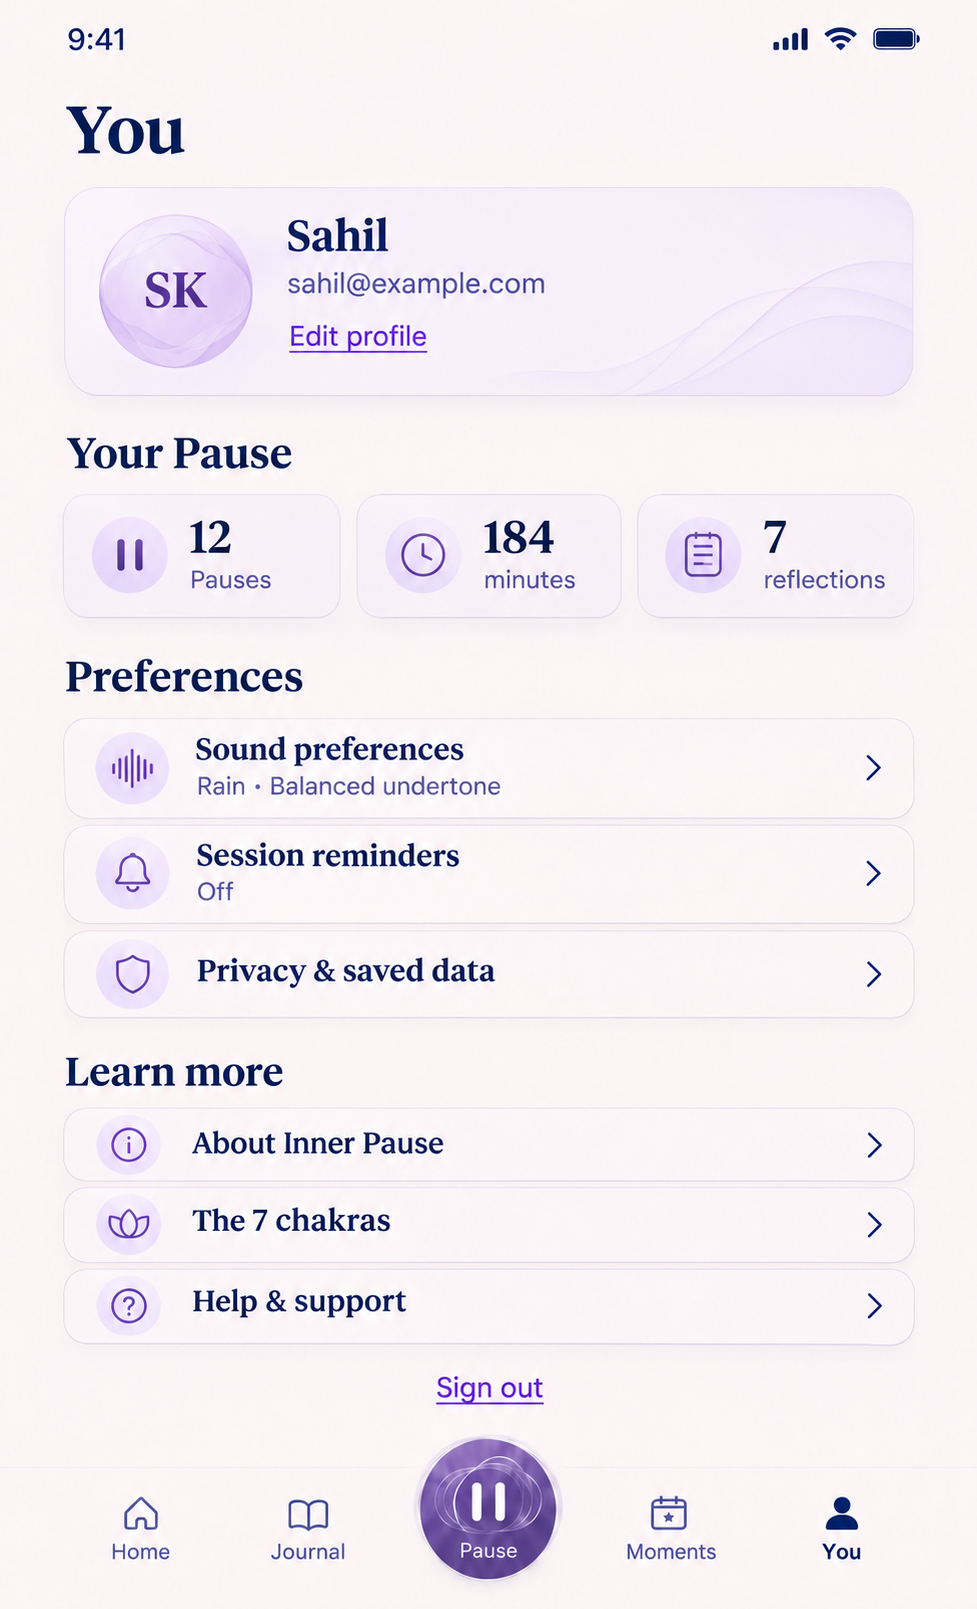 9:41
You
SK
Sahil
sahil@example.com
Edit profile
Your Pause
12
Pauses
184
minutes
7
reflections
Preferences
Sound preferences
Rain • Balanced undertone
Session reminders
Off
Privacy & saved data
Learn more
About Inner Pause
The 7 chakras
Help & support
Sign out
Home
Journal
Pause
Moments
You